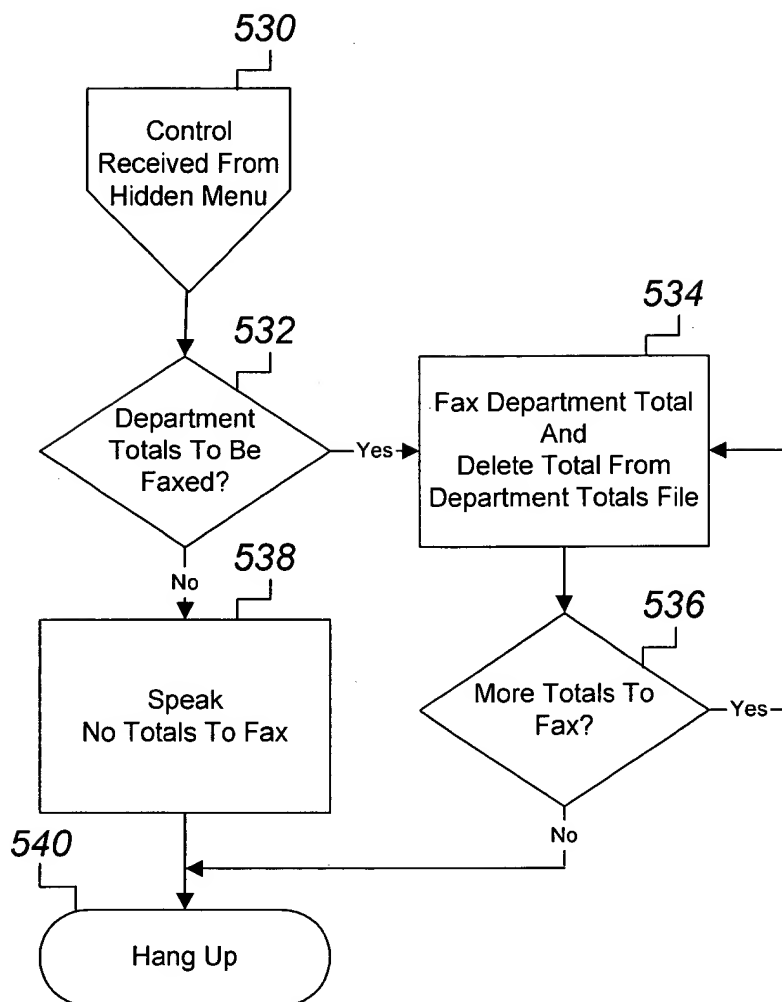 530
Control
Received From
Hidden Menu
532
Department
Totals To Be
Faxed?
Yes
534
Fax Department Total
And
Delete Total From
Department Totals File
No
538
Speak
No Totals To Fax
536
More Totals To
Fax?
Yes
No
540
Hang Up